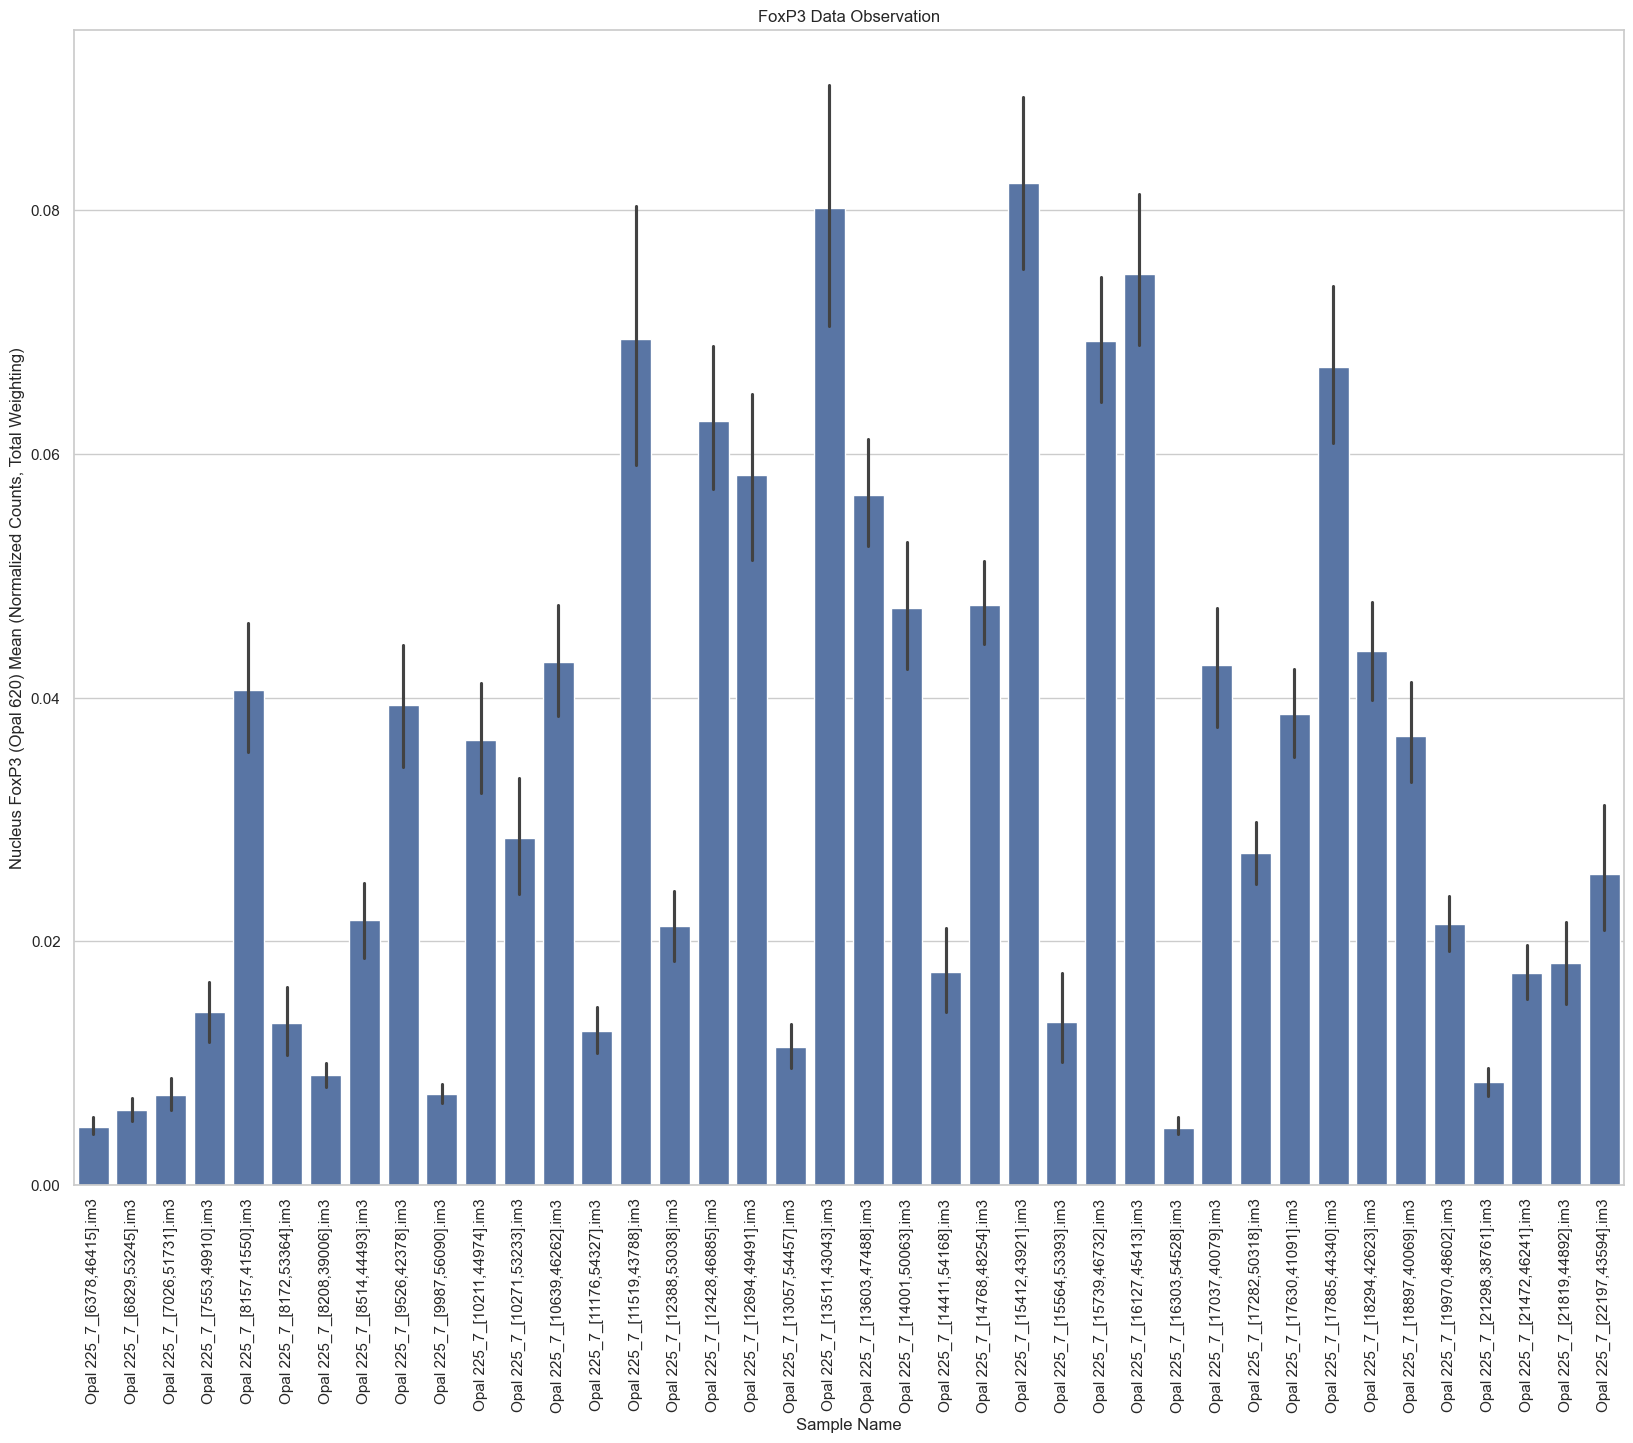 FoxP3 Data Observation
Nucleus FoxP3 (Opal 620) Mean (Normalized Counts, Total Weighting)
0.08
0.06
0.04
0.02
0.00
Opal 225_7_[6378,46415].im3
Opal 225_7_[6829,53245].im3
Opal 225_7_[7026,51731].im3
Opal 225_7_[7553,49910].im3
Opal 225_7_[8157,41550].im3
Opal 225_7_[8172,53364].im3
Opal 225_7_[8208,39006].im3
Opal 225_7_[8514,44493].im3
Opal 225_7_[9526,42378].im3
Opal 225_7_[9987,56090].im3
Opal 225_7_[10211,44974].im3
Opal 225_7_[10271,53233].im3
Opal 225_7_[10639,46262].im3
Opal 225_7_[11176,54327].im3
Opal 225_7_[11519,43788].im3
Opal 225_7_[12388,53038].im3
Opal 225_7_[12428,46885].im3
Opal 225_7_[12694,49491].im3
Opal 225_7_[13057,54457].im3
Opal 225_7_[13511,43043].im3
Opal 225_7_[13603,47488].im3
Opal 225_7_[14001,50063].im3
Opal 225_7_[14411,54168].im3
Opal 225_7_[14768,48254].im3
Opal 225_7_[15412,43921].im3
Opal 225_7_[15564,53393].im3
Opal 225_7_[15739,46732].im3
Opal 225_7_[16127,45413].im3
Opal 225_7_[16303,54528].im3
Opal 225_7_[17037,40079].im3
Opal 225_7_[17282,50318].im3
Opal 225_7_[17630,41091].im3
Opal 225_7_[17885,44340].im3
Opal 225_7_[18294,42623].im3
Opal 225_7_[18897,40069].im3
Opal 225_7_[19970,48602].im3
Opal 225_7_[21298,38761].im3
Opal 225_7_[21472,46241].im3
Opal 225_7_[21819,44892].im3
Opal 225_7_[22197,43594].im3
Sample Name